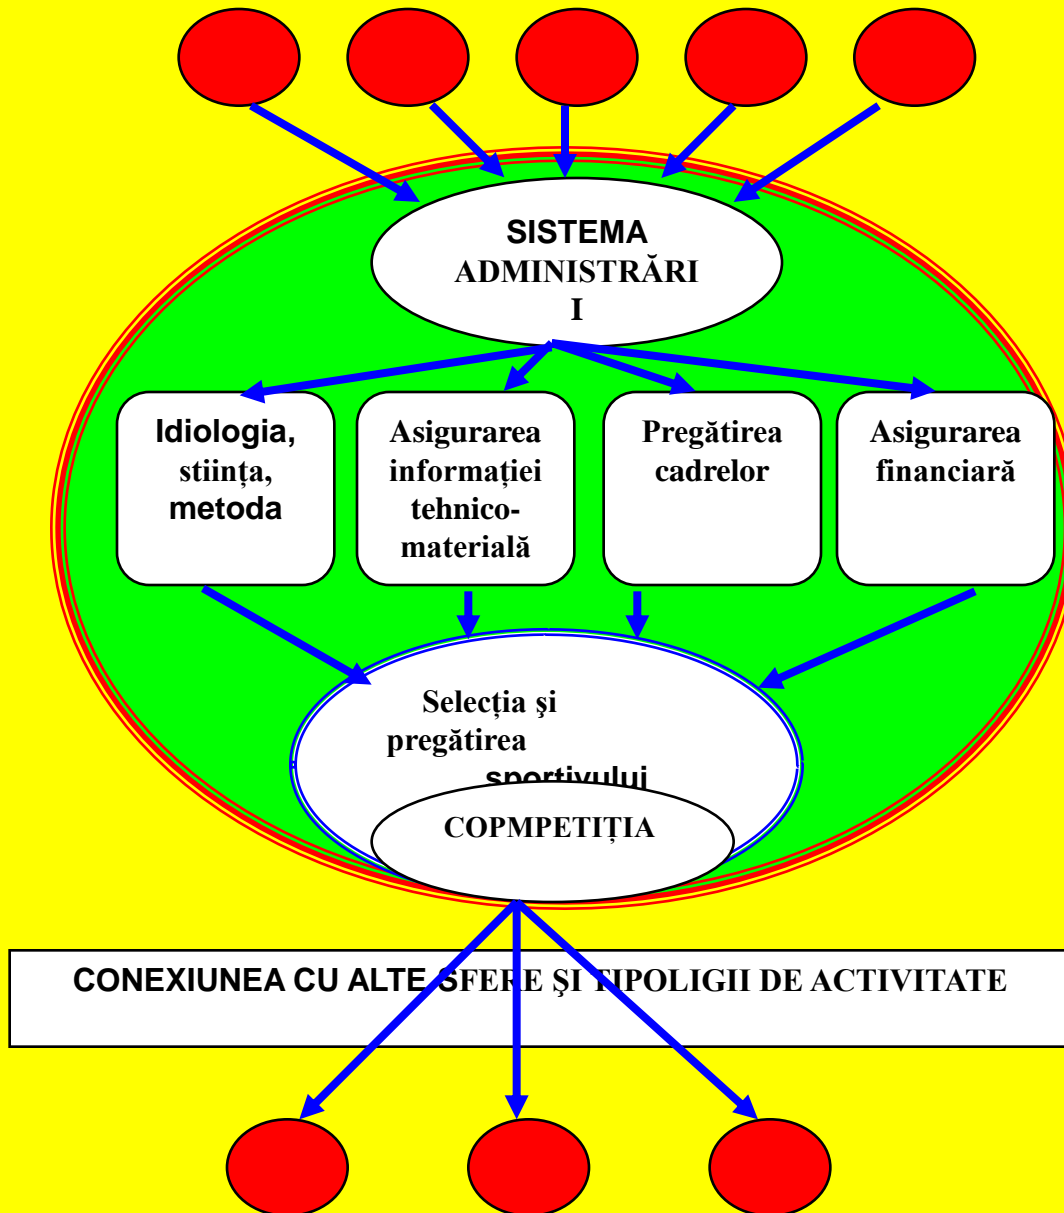 SISTEMA
ADMINISTRĂRI
I
Idiologia,
stiința,
metoda
Asigurarea
informației
tehnico-
materială
Pregătirea
cadrelor
Asigurarea
financiară
Selecția şi
pregătirea
sportivului
COPMPETIȚIA
CONEXIUNEA CU ALTE SFERE ŞI TIPOLIGII DE ACTIVITATE